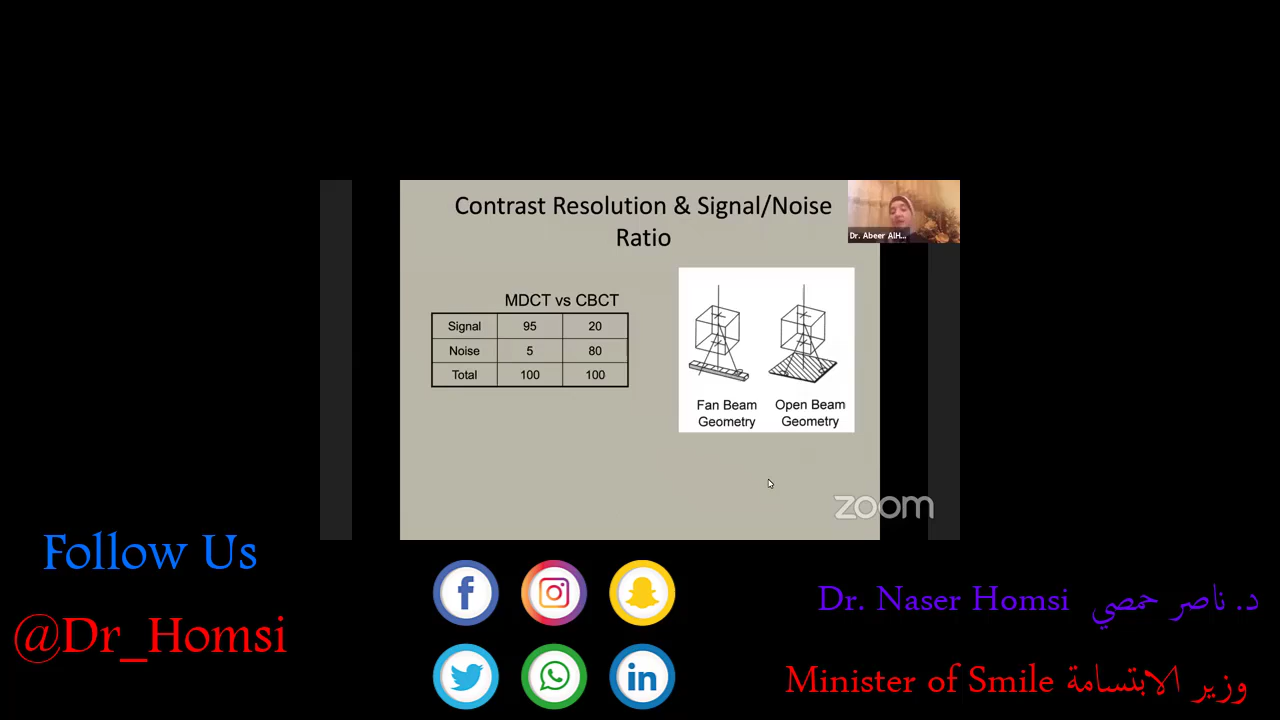 Contrast Resolution & Signal/Noise
Ratio
Dr. Abeer AlH...
MDCT vs CBCT
Signal 95 20
Noise 5 80
Total 100 100
Fan Beam
Geometry
Open Beam
Geometry
zoom
Follow Us
@Dr_Homsi
Dr. Naser Homsi د. ناصر حمصي
Minister of Smile وزير الابتسامة